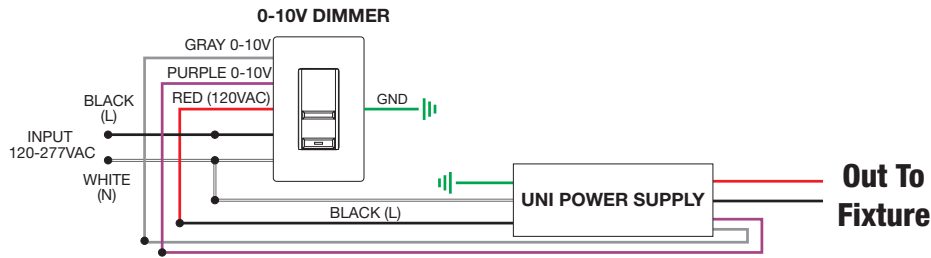 0-10V DIMMER
GRAY 0-10V
PURPLE 0-10V
RED (120VAC)
BLACK
(L)
GND
INPUT
120-277VAC
WHITE
(N)
BLACK (L)
UNI POWER SUPPLY
Out To
Fixture